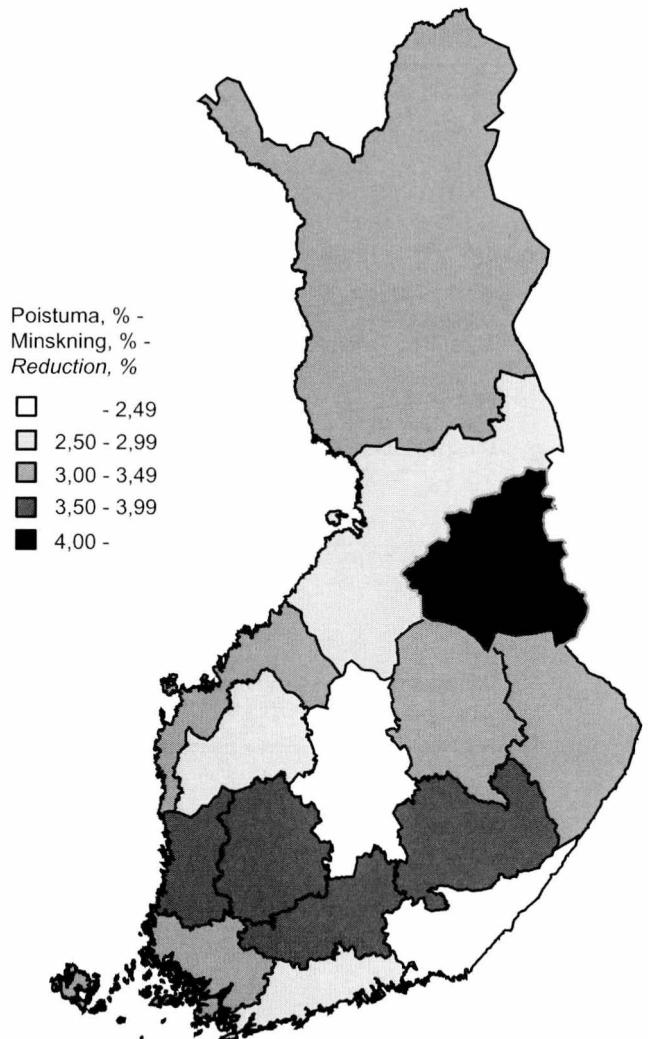 Poistuma, % -
Minskning, % -
Reduction, %
- 2,49
2,50 - 2,99
3,00 - 3,49
3,50 - 3,99
4,00 -